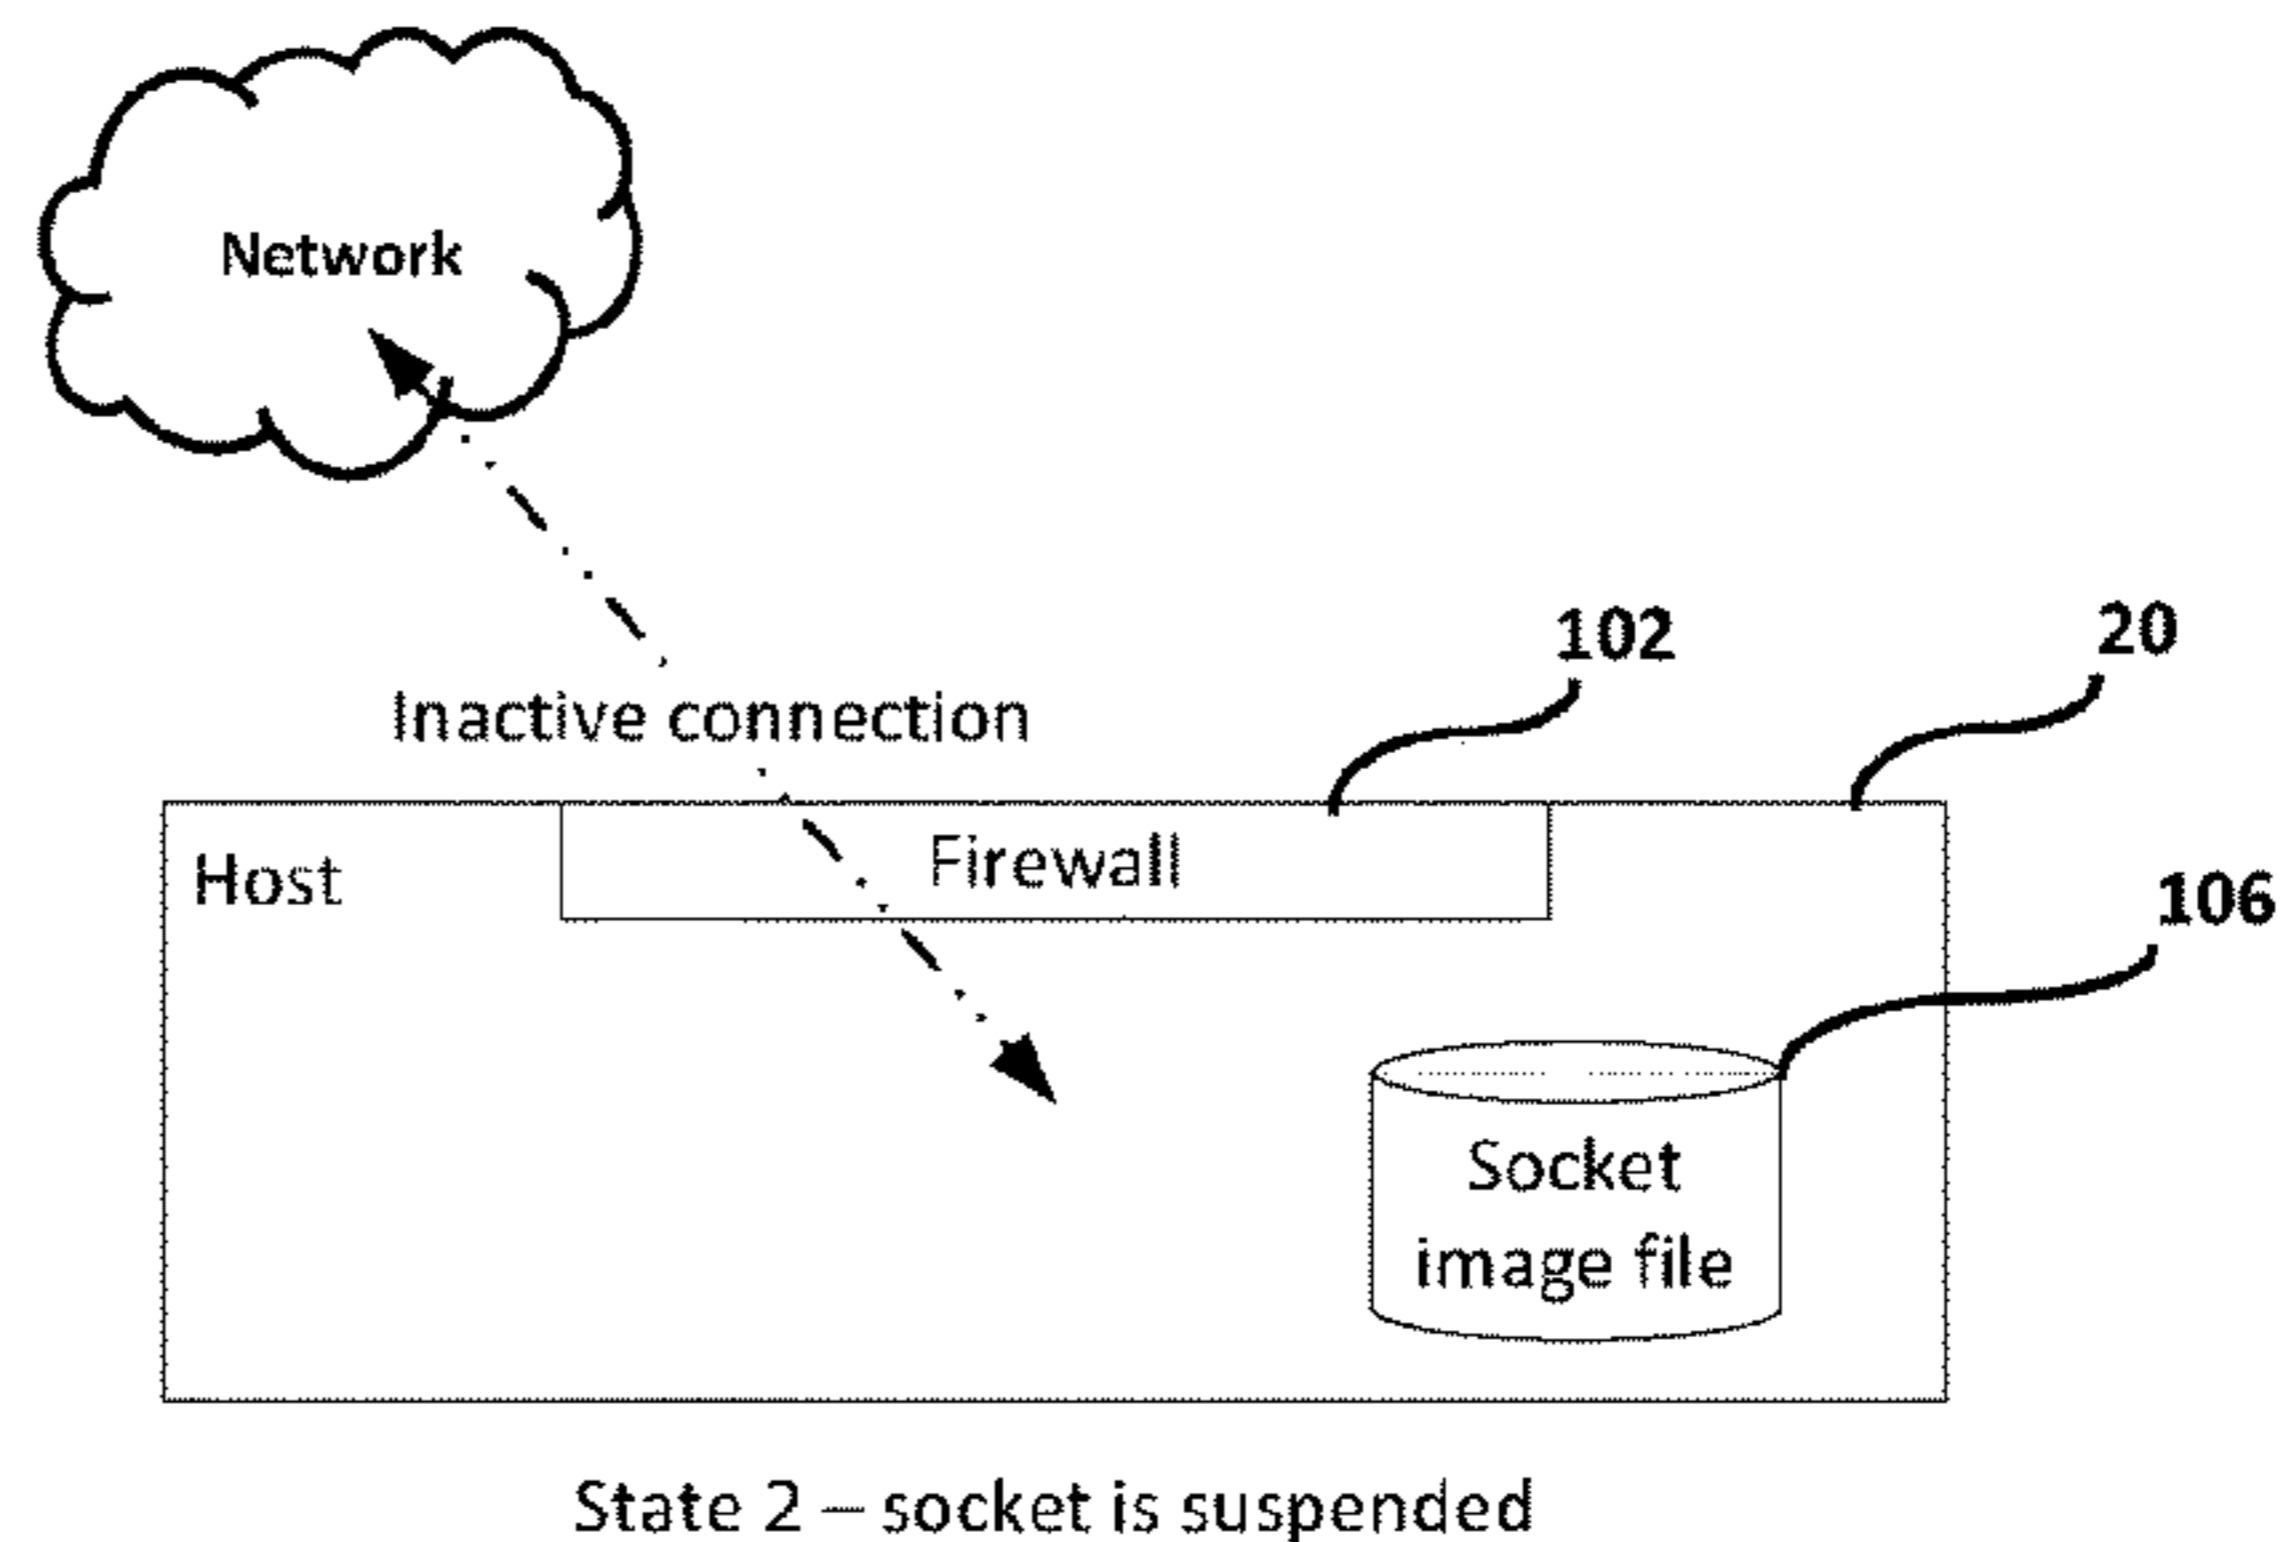 Network
Inactive connection
102
20
Host
Firewall
106
Socket
image file
State 2 – socket is suspended